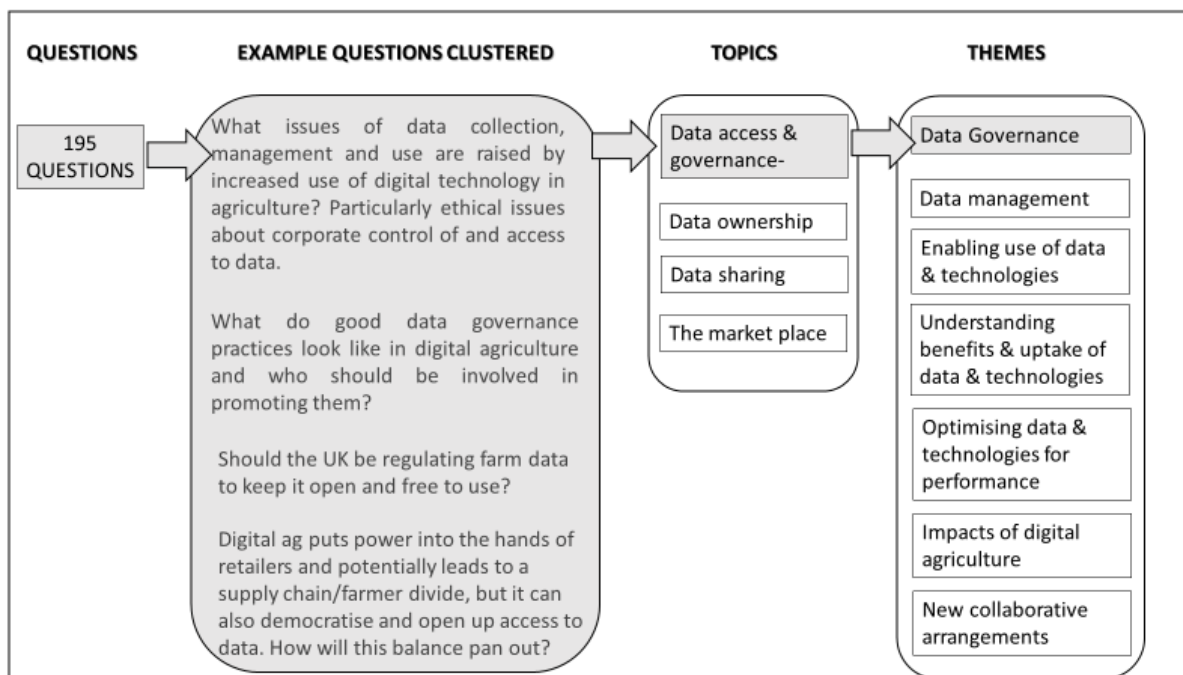 QUESTIONS
EXAMPLE QUESTIONS CLUSTERED
TOPICS
THEMES
195
QUESTIONS
What issues of data collection,
management and use are raised by
increased use of digital technology in
agriculture? Particularly ethical issues
about corporate control of and access
to data.
What do good data governance
practices look like in digital agriculture
and who should be involved in
promoting them?
Should the UK be regulating farm data
to keep it open and free to use?
Digital ag puts power into the hands of
retailers and potentially leads to a
supply chain/farmer divide, but it can
also democratise and open up access to
data. How will this balance pan out?
Data access &
governance-
Data ownership
Data sharing
The market place
Data Governance
Data management
Enabling use of data
& technologies
Understanding
benefits & uptake of
data & technologies
Optimising data &
technologies for
performance
Impacts of digital
agriculture
New collaborative
arrangements